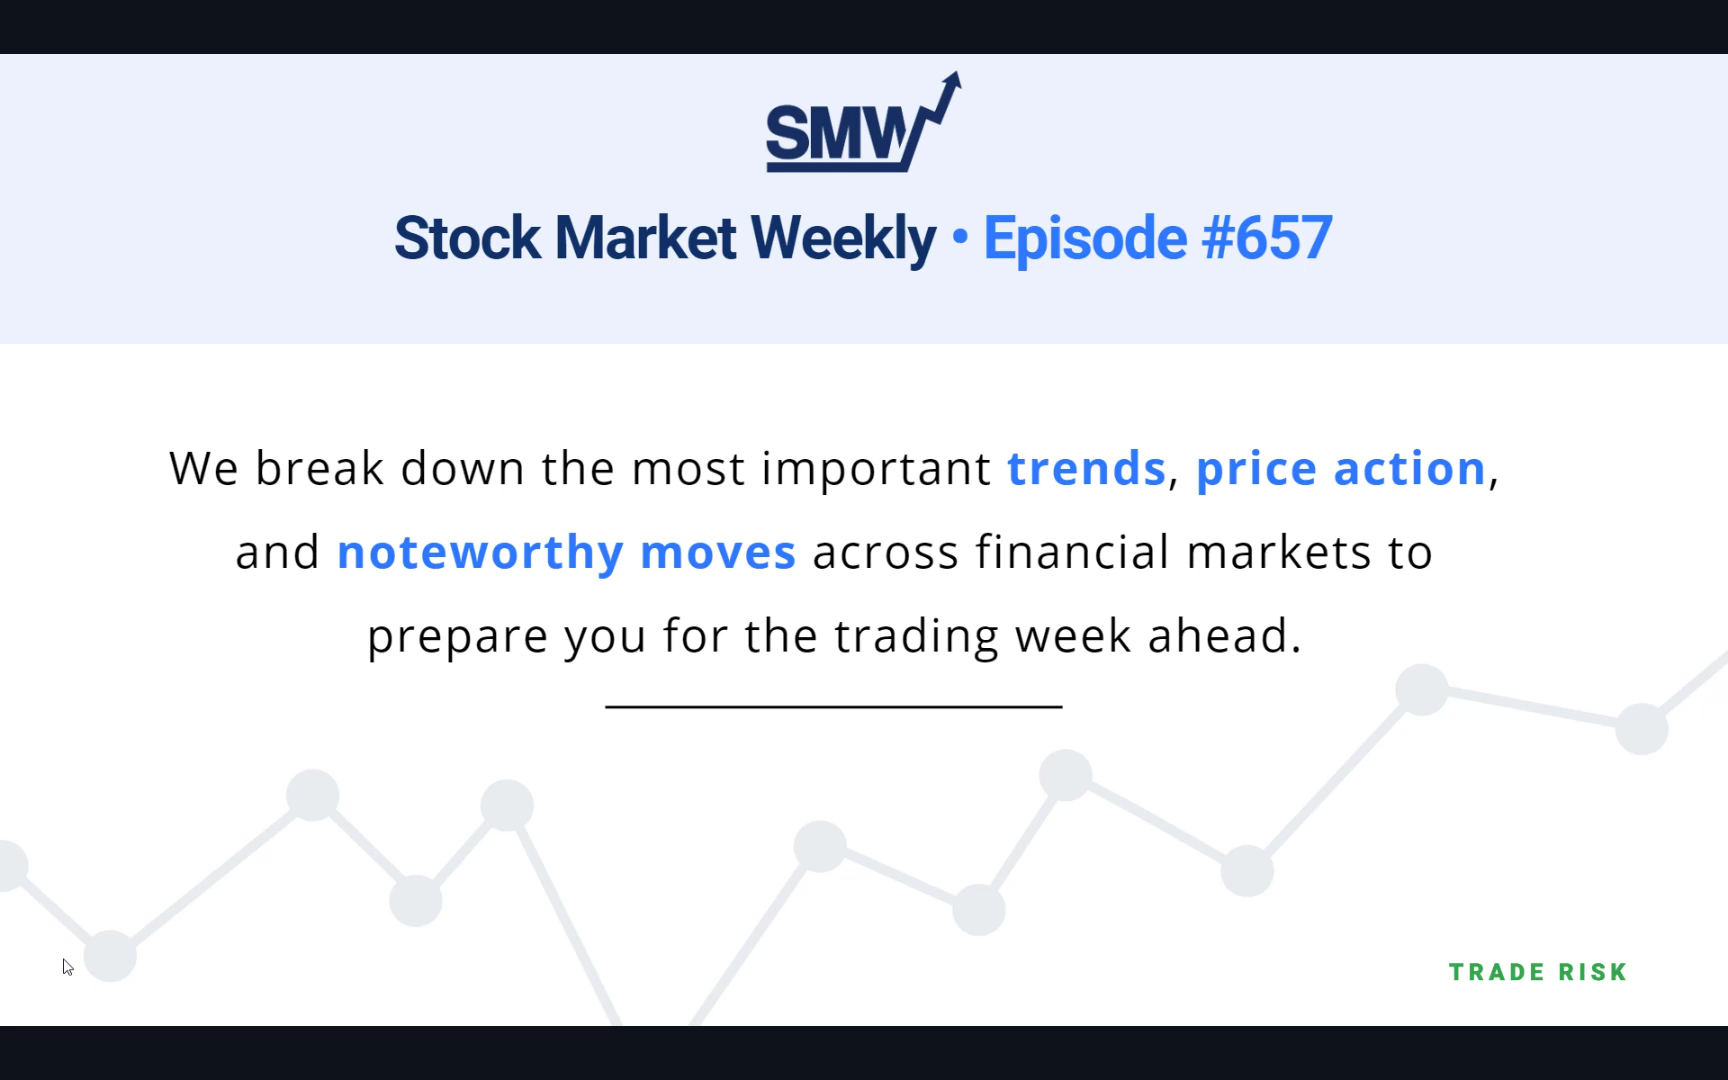 SMW
Stock Market Weekly • Episode #657
We break down the most important trends, price action,
and noteworthy moves across financial markets to
prepare you for the trading week ahead.
TRADE RISK